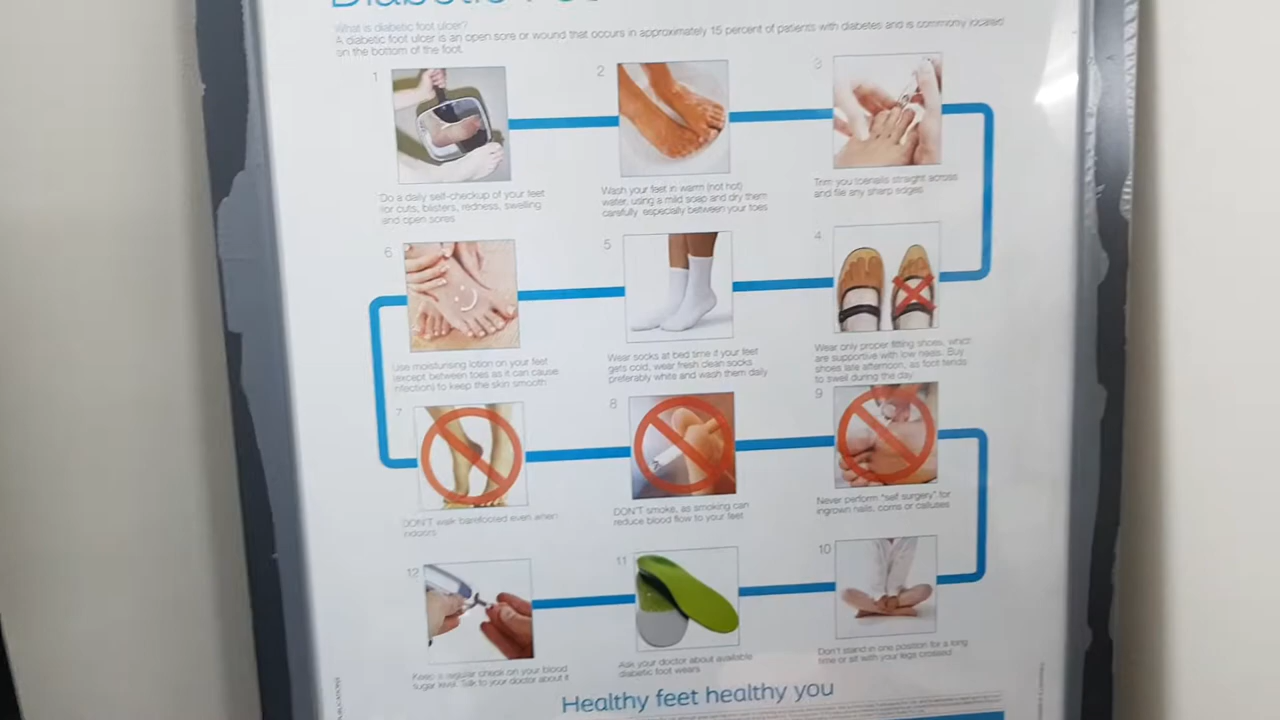 What is diabetic foot ulcer?
A diabetic foot ulcer is an open sore or wound that occurs in approximately 15 percent of patients with diabetes and is commonly located
on the bottom of the foot.
1
Do a daily self-checkup of your feet
for cuts, blisters, redness, swelling
and open sores
2
Wash your feet in warm (not hot)
water, using a mild soap and dry them
carefully especially between your toes
3
Trim you toenails straight across
and file any sharp edges
4
Wear only proper fitting shoes, which
are supportive with low heels. Buy
shoes late afternoon, as foot tends
to swell during the day
5
Wear socks at bed time if your feet
gets cold, wear fresh clean socks
preferably white and wash them daily
6
Use moisturising lotion on your feet
(except between toes as it can cause
infection) to keep the skin smooth
7
DON'T walk barefooted even when
indoors
8
DON'T smoke, as smoking can
reduce blood flow to your feet
9
Never perform "self surgery" for
ingrown nails, corns or calluses
10
Don't stand in one position for a long
time or sit with your legs crossed
11
Ask your doctor about available
diabetic foot wears
12
Keep a regular check on your blood
sugar level. Talk to your doctor about it
Healthy feet healthy you